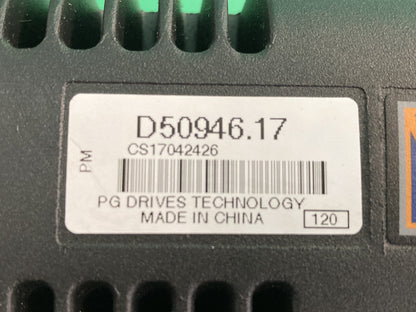 D50946.17
CS17042426
PM
PG DRIVES TECHNOLOGY
MADE IN CHINA
120